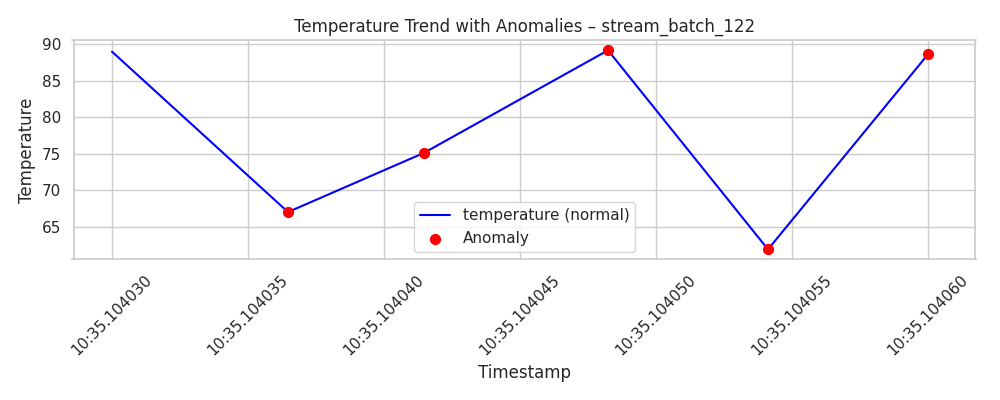 Temperature Trend with Anomalies – stream_batch_122
Temperature
90
85
80
75
70
65
temperature (normal)
Anomaly
10:35.104030
10:35.104035
10:35.104040
10:35.104045
10:35.104050
10:35.104055
10:35.104060
Timestamp